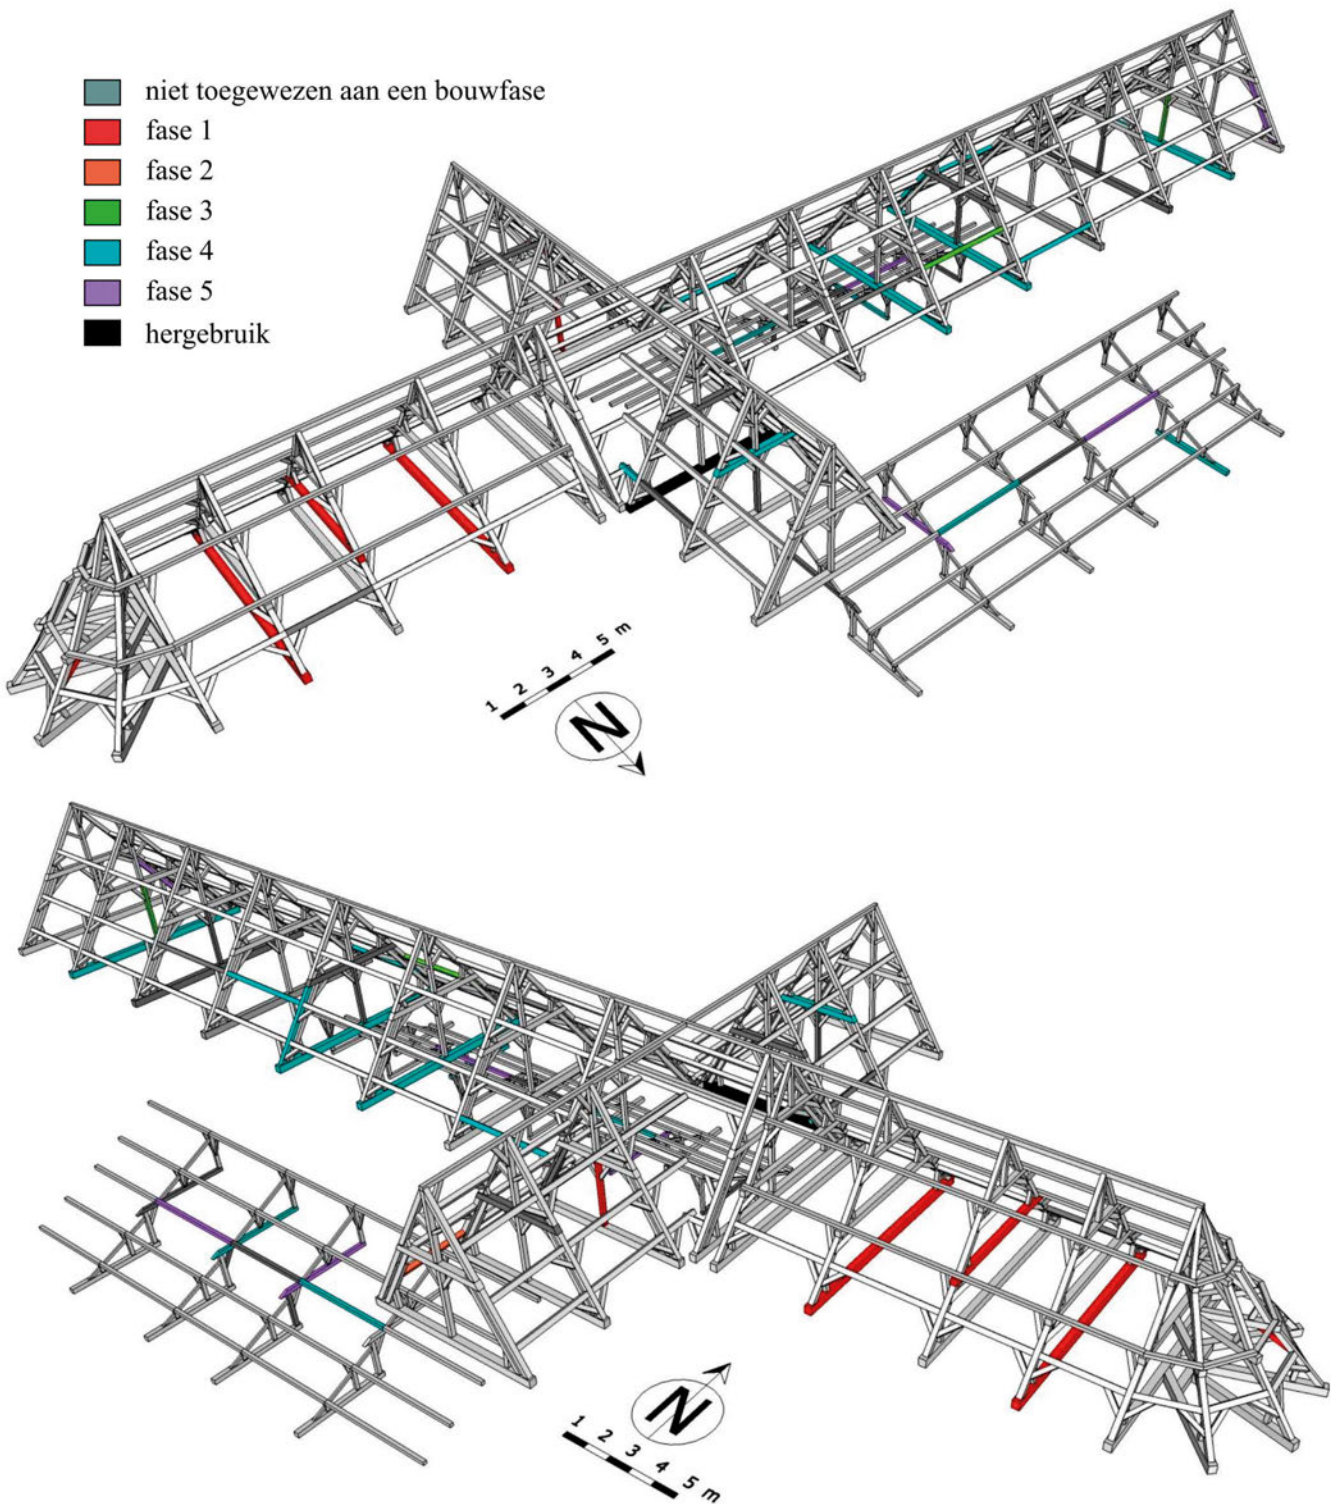 niet toegewezen aan een bouwfase
fase 1
fase 2
fase 3
fase 4
fase 5
hergebruik
1 2 3 4 5 m
N
N
1 2 3 4 5 m